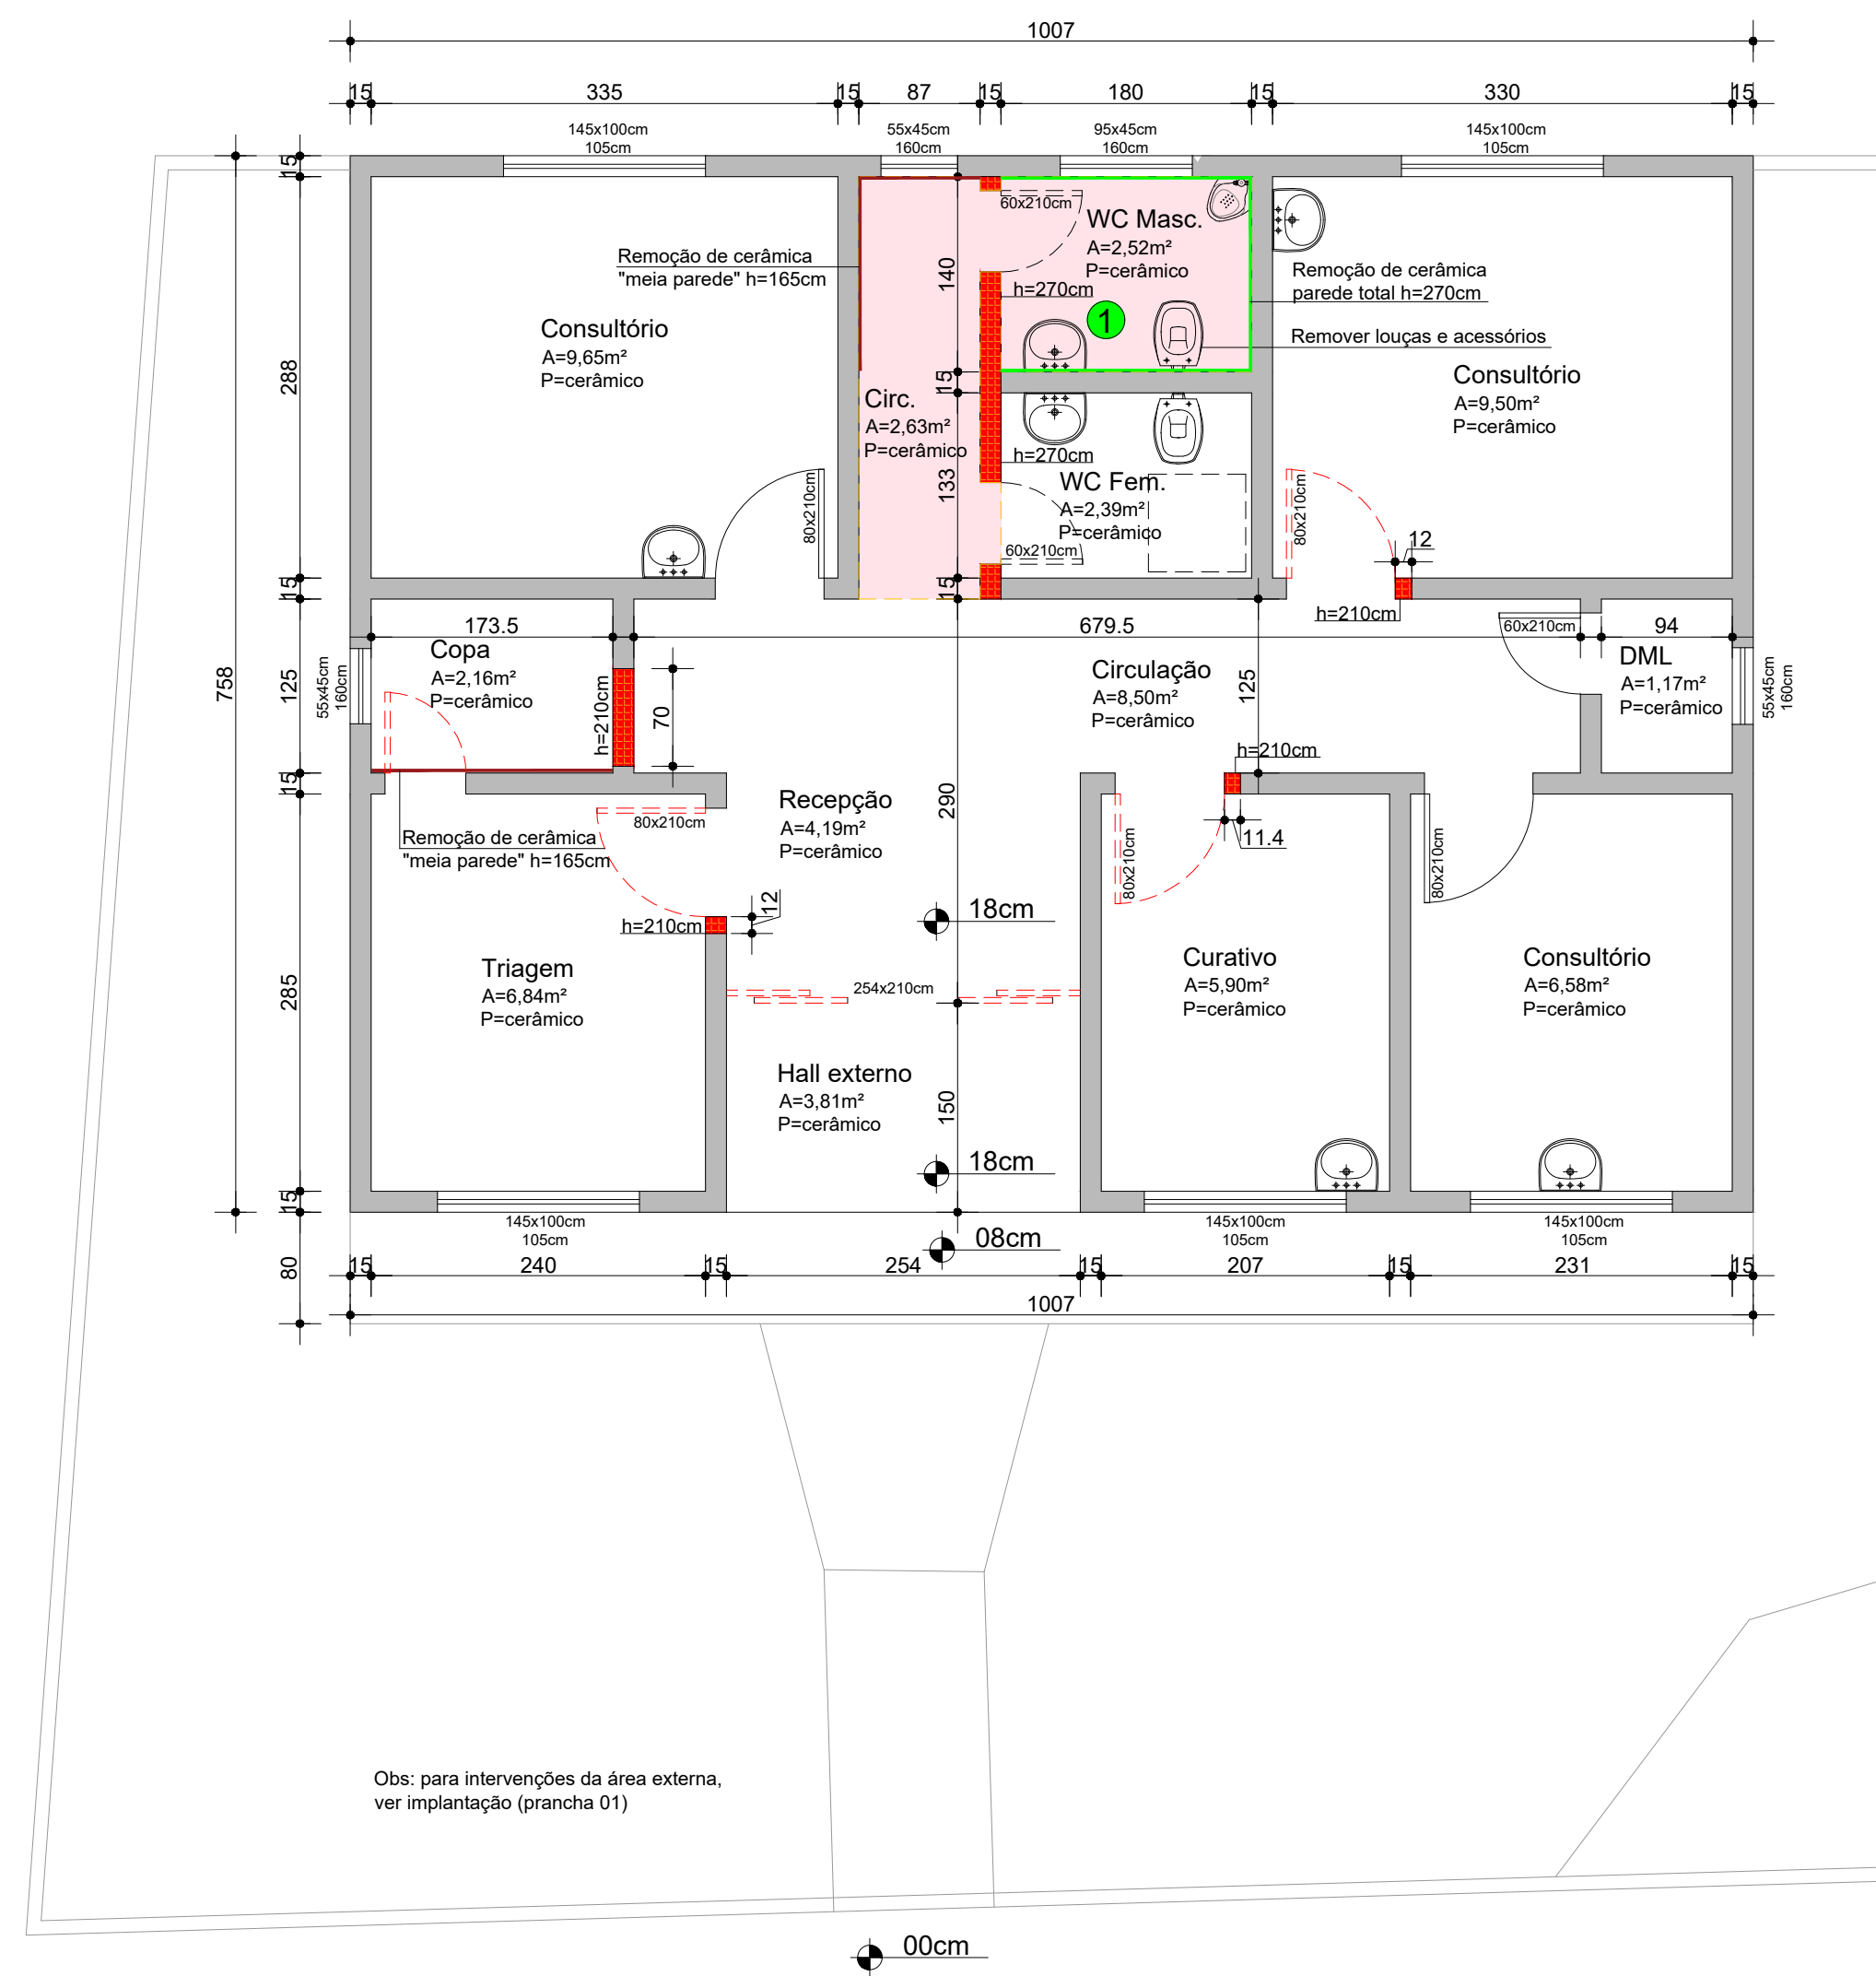 1007
15 335 15 87 15 180 15 330 15
145x100cm
105cm
55x45cm
160cm
95x45cm
160cm
145x100cm
105cm
758
15
288
15
125
15
285
15
80
Consultório
A=9,65m²
P=cerâmico
80x210cm
Remoção de cerâmica
"meia parede" h=165cm
Circ.
A=2,63m²
P=cerâmico
140
15
133
15
60x210cm
WC Masc.
A=2,52m²
P=cerâmico
h=270cm
1
h=270cm
WC Fem.
A=2,39m²
P=cerâmico
60x210cm
Remoção de cerâmica
parede total h=270cm
Remover louças e acessórios
Consultório
A=9,50m²
P=cerâmico
80x210cm
12
h=210cm
173.5
679.5
94
Copa
A=2,16m²
P=cerâmico
55x45cm
160cm
h=210cm
70
Circulação
A=8,50m²
P=cerâmico
125
60x210cm
DML
A=1,17m²
P=cerâmico
55x45cm
160cm
h=210cm
11.4
80x210cm
80x210cm
Remoção de cerâmica
"meia parede" h=165cm
80x210cm
Recepção
A=4,19m²
P=cerâmico
290
12
h=210cm
18cm
Triagem
A=6,84m²
P=cerâmico
254x210cm
Curativo
A=5,90m²
P=cerâmico
Consultório
A=6,58m²
P=cerâmico
Hall externo
A=3,81m²
P=cerâmico
150
18cm
08cm
145x100cm
105cm
145x100cm
105cm
145x100cm
105cm
15 240 15 254 15 207 15 231 15
1007
Obs: para intervenções da área externa,
ver implantação (prancha 01)
00cm